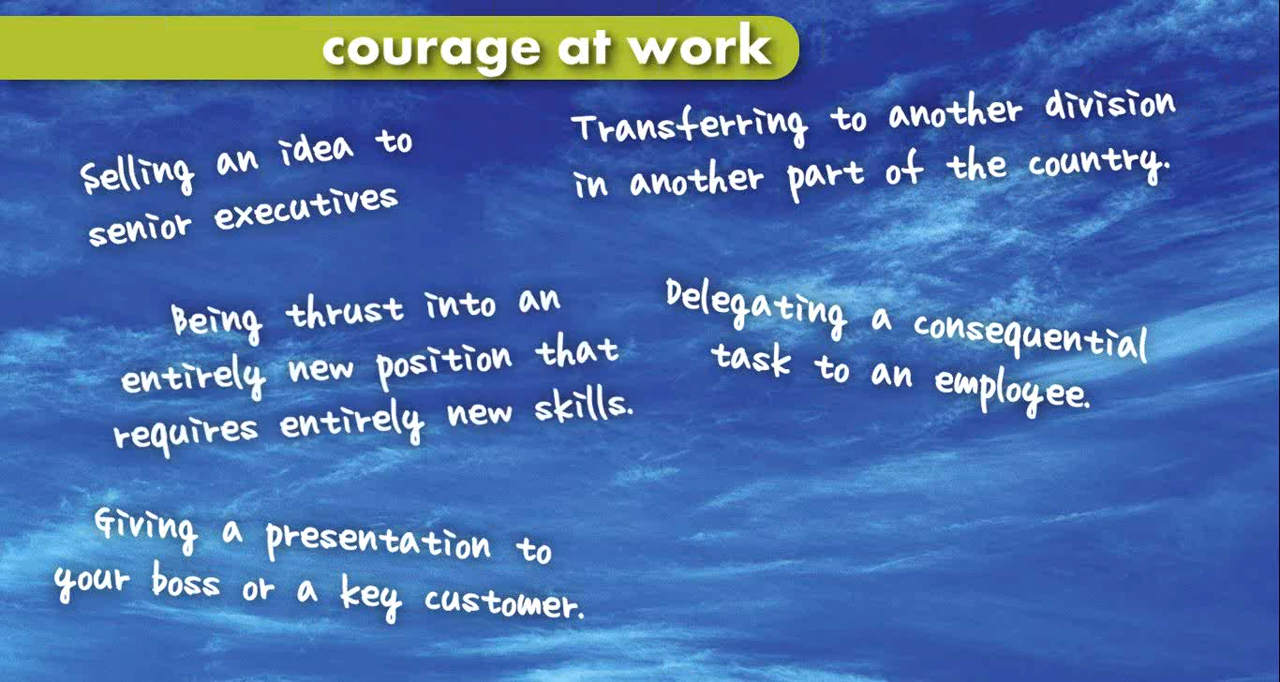 courage at work
Selling an idea to
senior executives
Transferring to another division
in another part of the country.
Being thrust into an
entirely new position that
requires entirely new skills.
Delegating a consequential
task to an employee.
Giving a presentation to
your boss or a key customer.